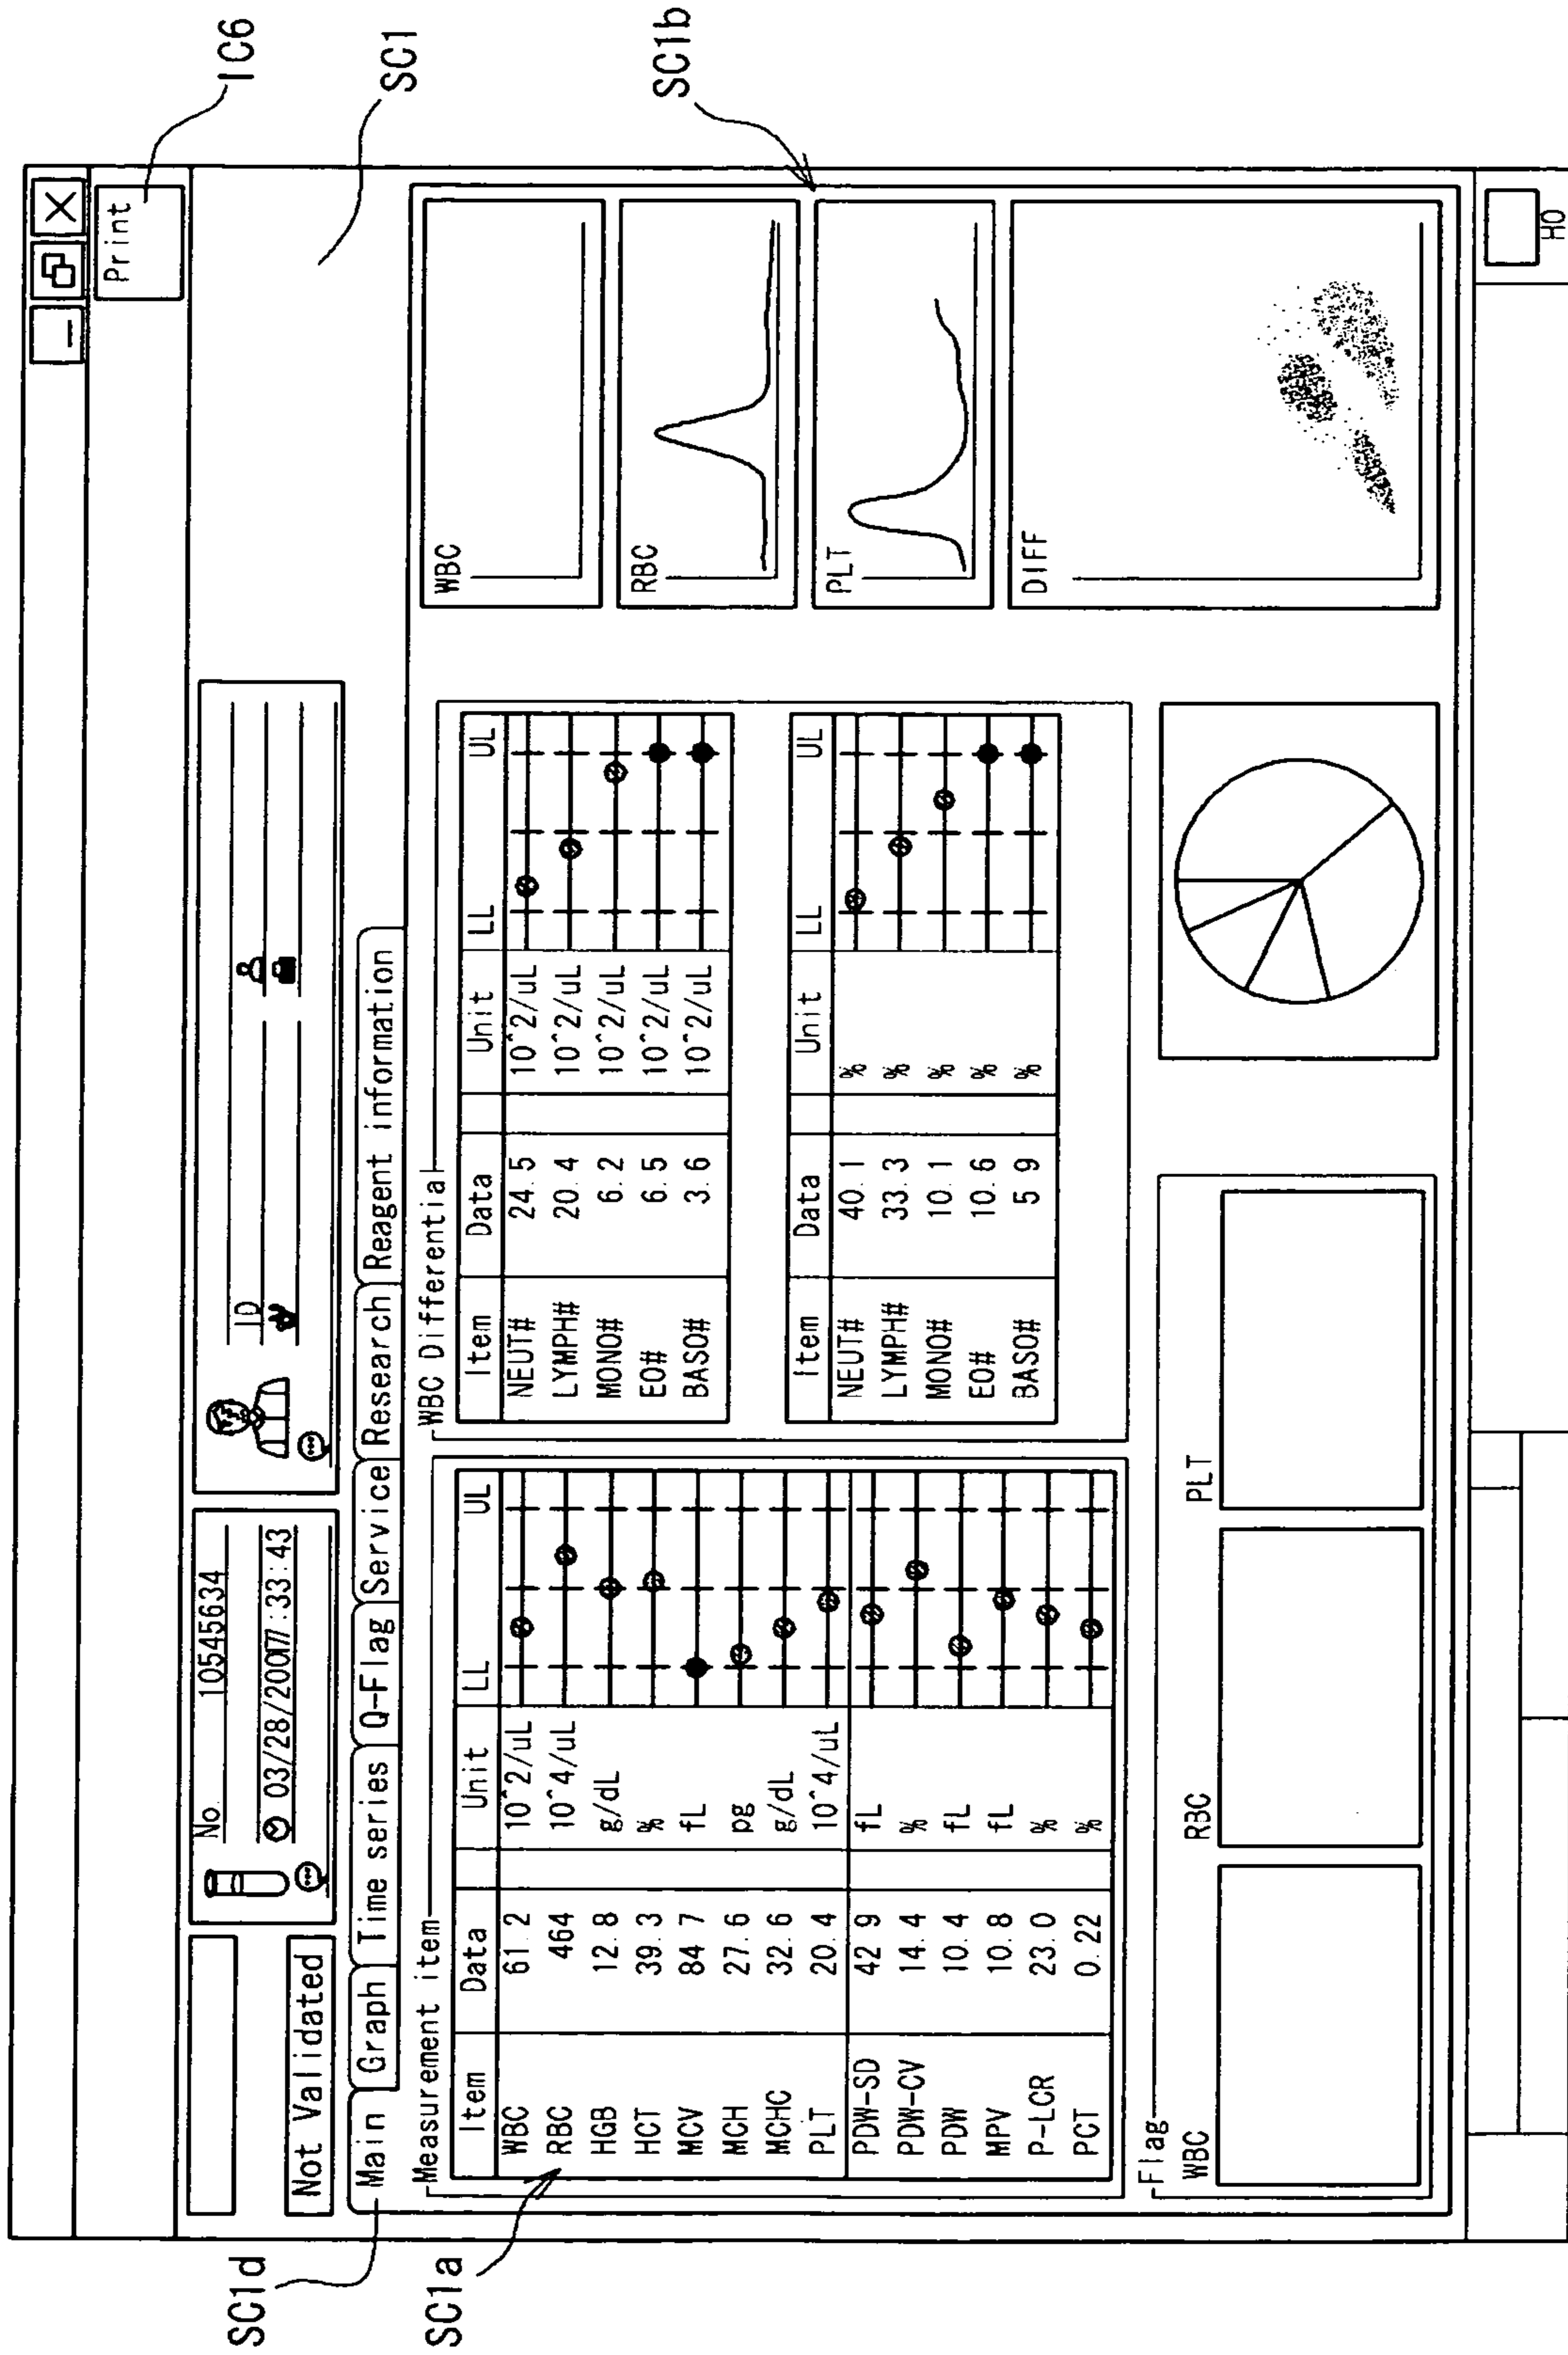 IC6
SC1
SC1b
SC1d
SC1a
Print
Not Validated
No. 10545634
03/28/20007:33:43
ID
Main Graph Time series Q-Flag Service Research Reagent information
Measurement item
Item Data Unit LL UL
WBC 61.2 10^2/uL
RBC 464 10^4/uL
HGB 12.8 g/dL
HCT 39.3 %
MCV 84 7 fL
MCH 27.6 pg
MCHC 32.6 g/dL
PLT 20.4 10^4/uL
PDW-SD 42 9 fL
PDW-CV 14.4 %
PDW 10.4 fL
MPV 10.8 fL
P-LCR 23.0 %
PCT 0.22 %
WBC Differential
Item Data Unit LL UL
NEUT# 24.5 10^2/uL
LYMPH# 20.4 10^2/uL
MONO# 6.2 10^2/uL
EO# 6.5 10^2/uL
BASO# 3.6 10^2/uL
Item Data Unit LL UL
NEUT# 40.1 %
LYMPH# 33.3 %
MONO# 10.1 %
EO# 10.6 %
BASO# 5 9 %
WBC
RBC
PLT
DIFF
Flag
WBC RBC PLT
HO